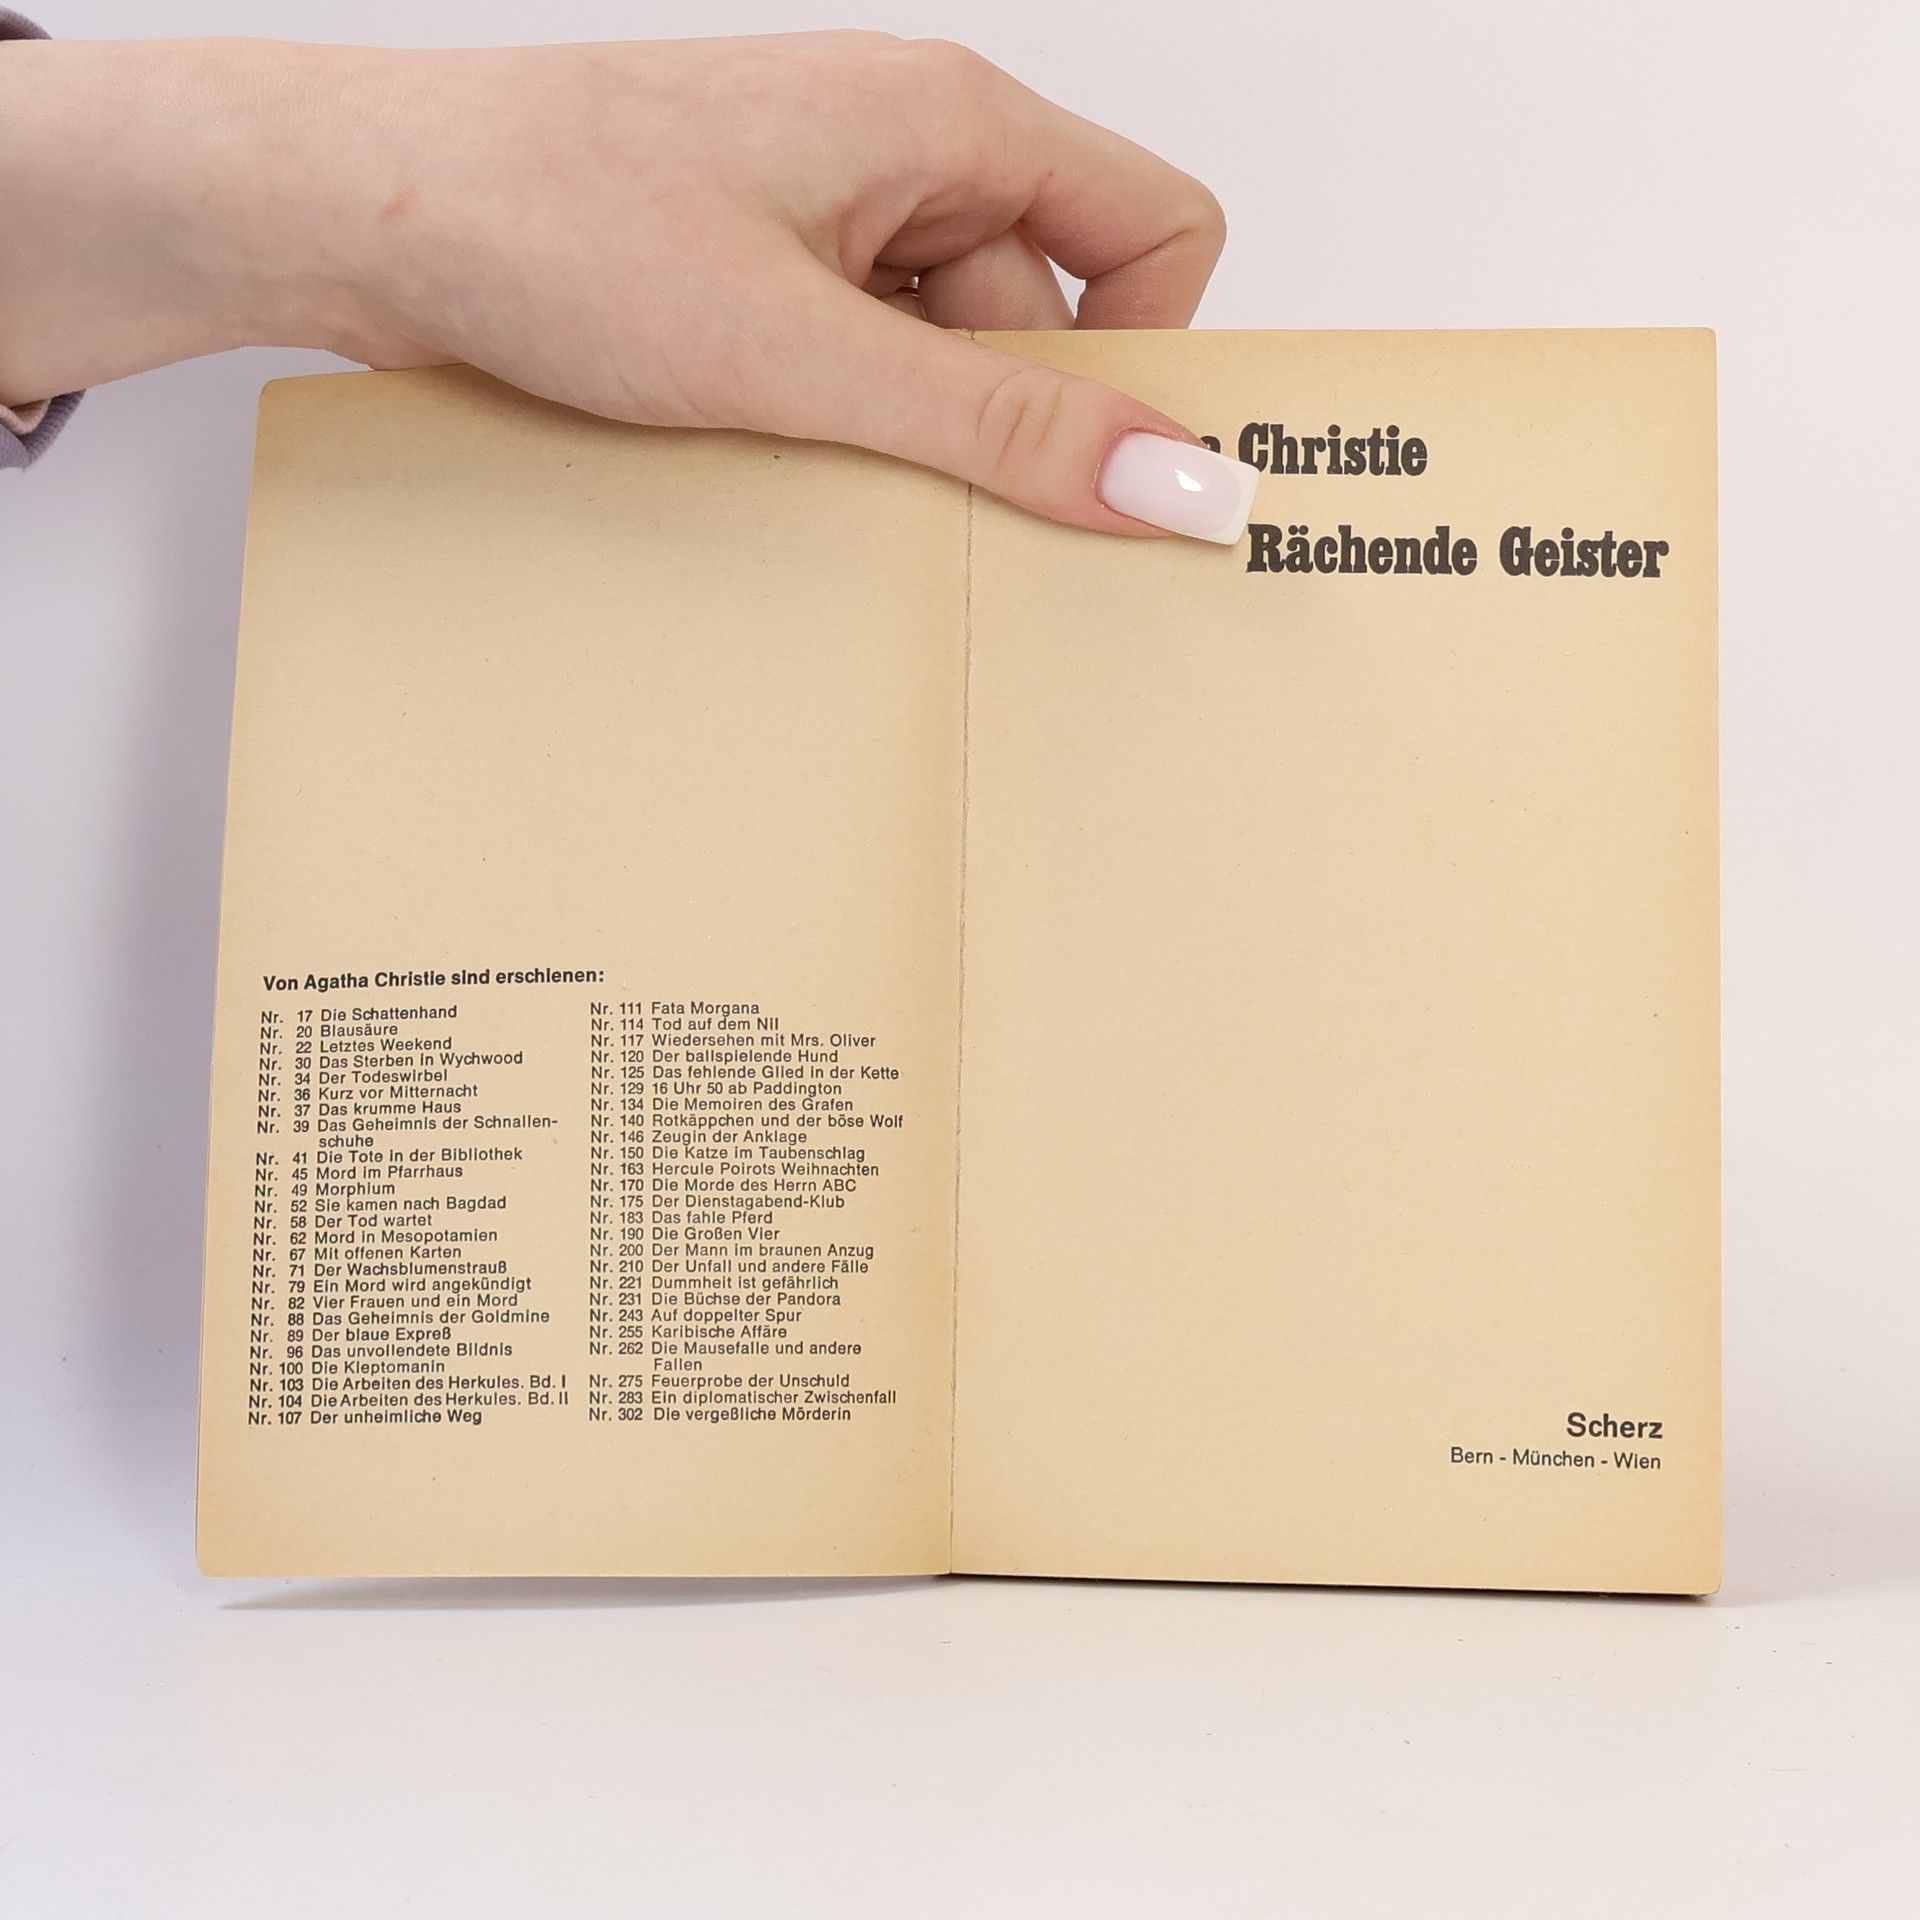 Von Agatha Christie sind erschienen:
Nr. 17 Die Schattenhand
Nr. 20 Blausäure
Nr. 22 Letztes Weekend
Nr. 30 Das Sterben in Wychwood
Nr. 34 Der Todeswirbel
Nr. 36 Kurz vor Mitternacht
Nr. 37 Das krumme Haus
Nr. 39 Das Geheimnis der Schnallen-
schuhe
Nr. 41 Die Tote in der Bibliothek
Nr. 45 Mord im Pfarrhaus
Nr. 49 Morphium
Nr. 52 Sie kamen nach Bagdad
Nr. 58 Der Tod wartet
Nr. 62 Mord in Mesopotamien
Nr. 67 Mit offenen Karten
Nr. 71 Der Wachsblumenstrauß
Nr. 79 Ein Mord wird angekündigt
Nr. 82 Vier Frauen und ein Mord
Nr. 88 Das Geheimnis der Goldmine
Nr. 89 Der blaue Expreß
Nr. 96 Das unvollendete Bildnis
Nr. 100 Die Kleptomanin
Nr. 103 Die Arbeiten des Herkules. Bd. I
Nr. 104 Die Arbeiten des Herkules. Bd. II
Nr. 107 Der unheimliche Weg
Nr. 111 Fata Morgana
Nr. 114 Tod auf dem Nil
Nr. 117 Wiedersehen mit Mrs. Oliver
Nr. 120 Der ballspielende Hund
Nr. 125 Das fehlende Glied in der Kette
Nr. 129 16 Uhr 50 ab Paddington
Nr. 134 Die Memoiren des Grafen
Nr. 140 Rotkäppchen und der böse Wolf
Nr. 146 Zeugin der Anklage
Nr. 150 Die Katze im Taubenschlag
Nr. 163 Hercule Poirots Weihnachten
Nr. 170 Die Morde des Herrn ABC
Nr. 175 Der Dienstagabend-Klub
Nr. 183 Das fahle Pferd
Nr. 190 Die Großen Vier
Nr. 200 Der Mann im braunen Anzug
Nr. 210 Der Unfall und andere Fälle
Nr. 221 Dummheit ist gefährlich
Nr. 231 Die Büchse der Pandora
Nr. 243 Auf doppelter Spur
Nr. 255 Karibische Affäre
Nr. 262 Die Mausefalle und andere
Fallen
Nr. 275 Feuerprobe der Unschuld
Nr. 283 Ein diplomatischer Zwischenfall
Nr. 302 Die vergeßliche Mörderin
Christie
Rächende Geister
Scherz
Bern - München - Wien